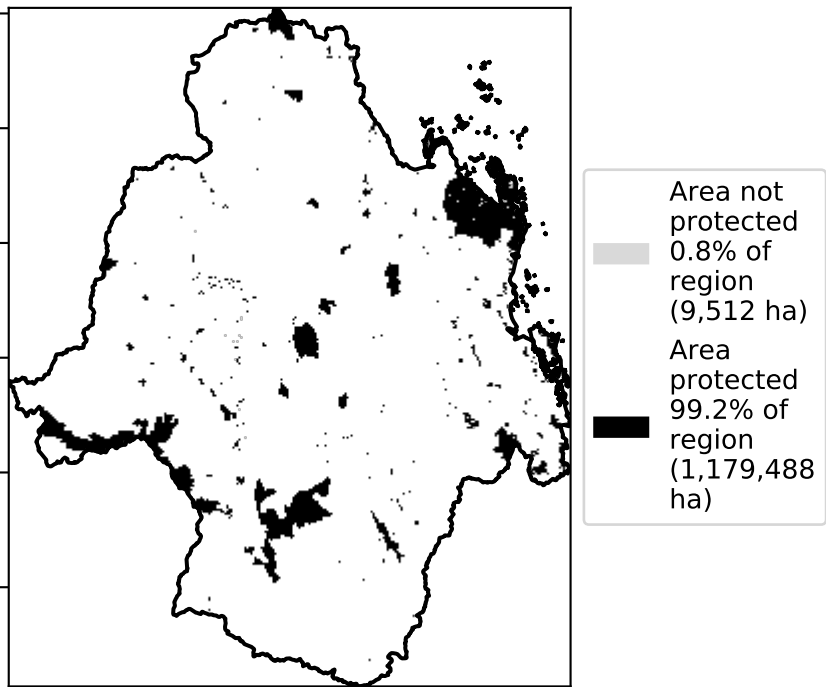 Area not
protected
0.8% of
region
(9,512 ha)
Area
protected
99.2% of
region
(1,179,488
ha)